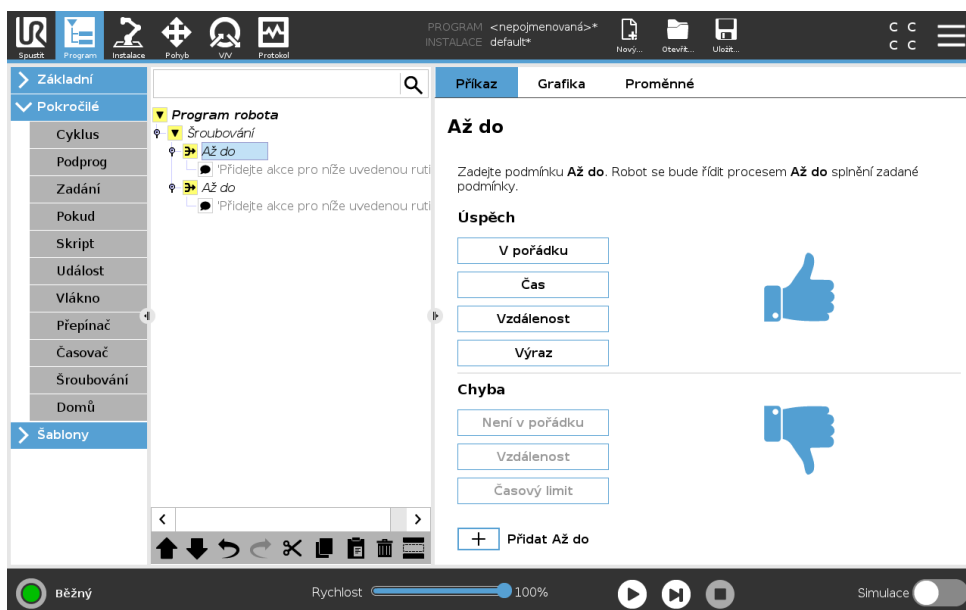 PROGRAM <nepojmenovaná>*
INSTALACE default*
C C
C C
Spustit
Program
Instalace
Pohyb
V/V
Protokol
Nový...
Otevřít...
Uložit...
Základní
Pokročilé
Cyklus
Podprog
Zadání
Pokud
Skript
Událost
Vlákno
Přepínač
Časovač
Šroubování
Domů
Šablony
Program robota
Šroubování
Až do
'Přidejte akce pro níže uvedenou ruti
Až do
'Přidejte akce pro níže uvedenou ruti
Příkaz
Grafika
Proměnné
Až do
Zadejte podmínku Až do. Robot se bude řídit procesem Až do splnění zadané
podmínky.
Úspěch
V pořádku
Čas
Vzdálenost
Výraz
Chyba
Není v pořádku
Vzdálenost
Časový limit
Přidat Až do
Běžný
Rychlost
100%
Simulace